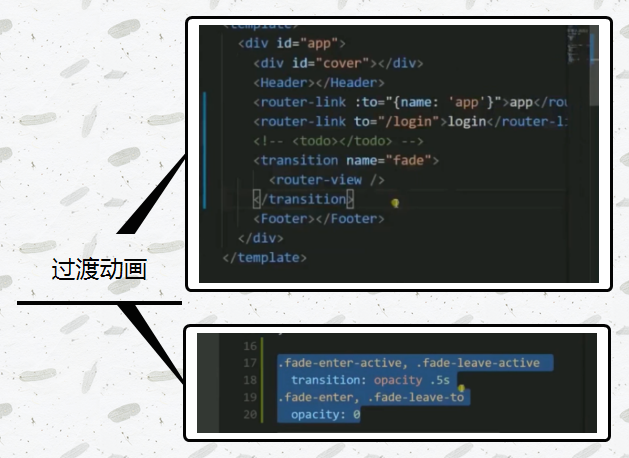 <template>
<div id="app">
<div id="cover"></div>
<Header></Header>
<router-link :to="{name: 'app'}">app</rou
<router-link to="/login">login</router-li
<!-- <todo></todo> -->
<transition name="fade">
<router-view />
</transition>
<Footer></Footer>
</div>
</template>
过渡动画
16
17 .fade-enter-active, .fade-leave-active
18 transition: opacity .5s
19 .fade-enter, .fade-leave-to
20 opacity: 0